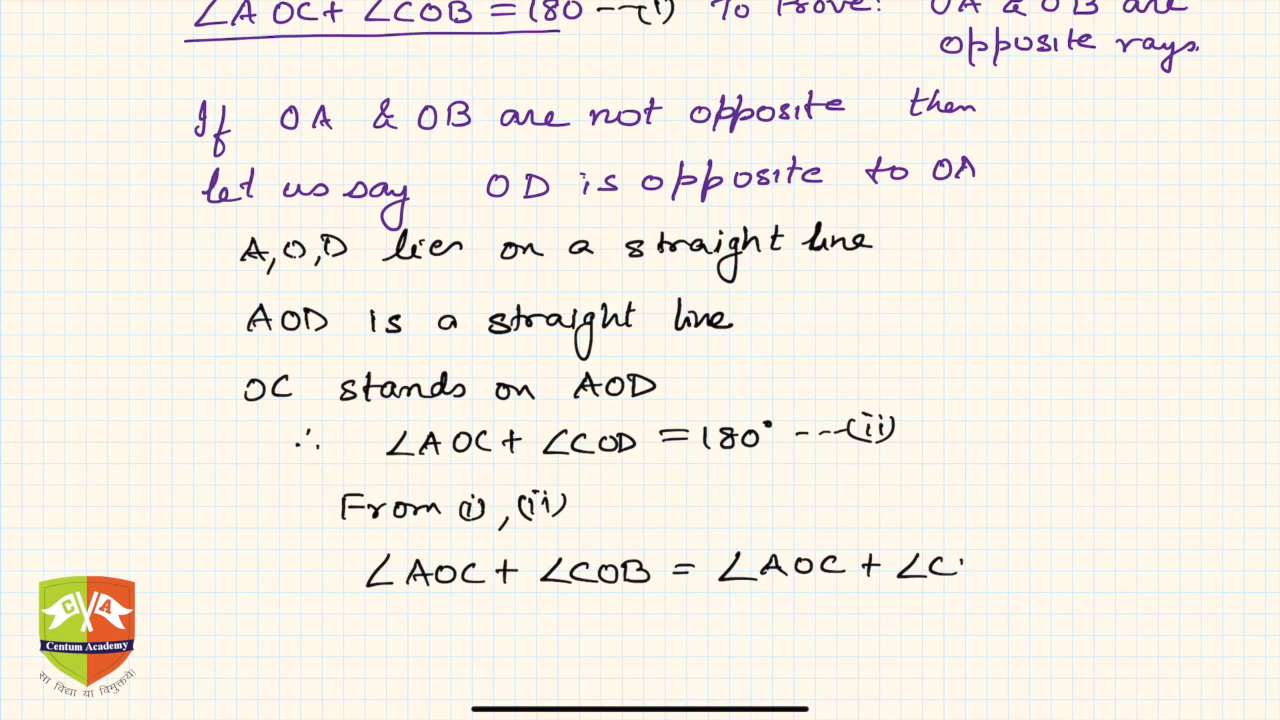 ∠AOC + ∠COB = 180 ---(i) To Prove: OA & OB are
opposite rays.
If OA & OB are not opposite then
let us say OD is opposite to OA
A, O, D lies on a straight line
AOD is a straight line
OC stands on AOD
∴ ∠AOC + ∠COD = 180° ---(ii)
From (i), (ii)
∠AOC + ∠COB = ∠AOC + ∠C
C A
Centum Academy
सा विद्या या विमुक्तये।